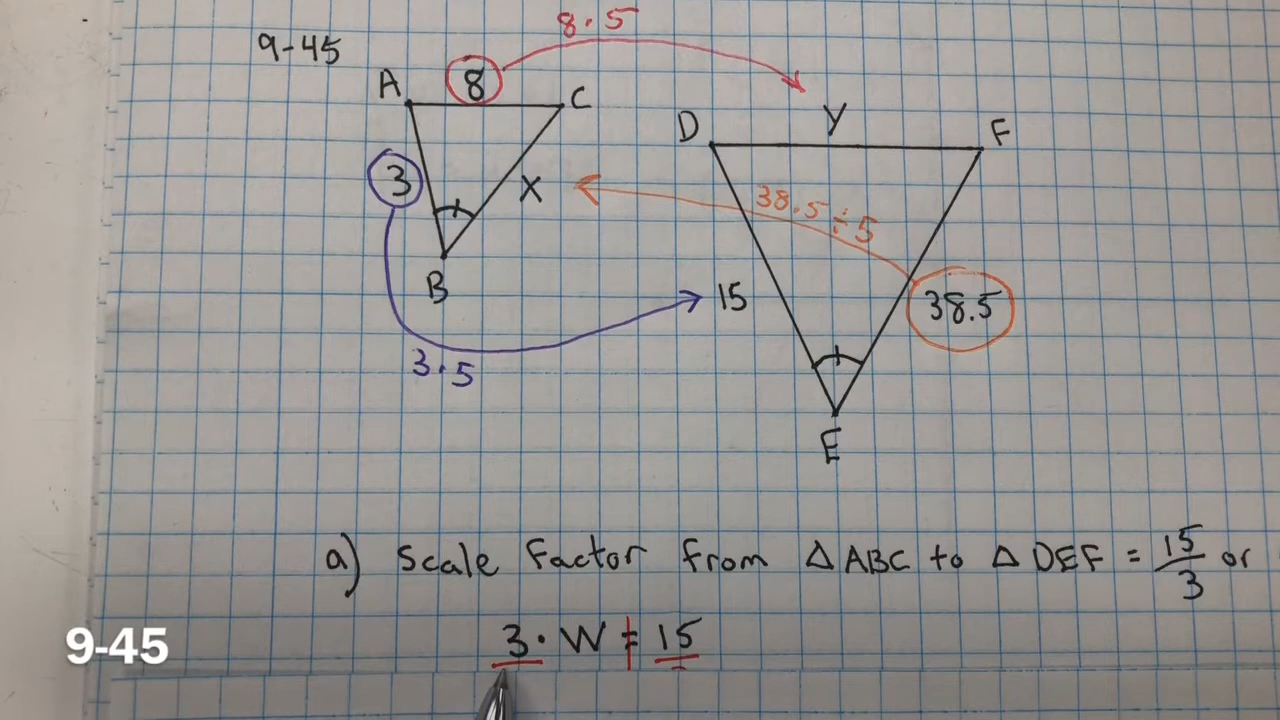 8.5
9-45
A 8 C
D Y F
3 X
38.5÷5
B
15 38.5
3.5
E
a) Scale Factor from △ABC to △DEF = 15/3 or
3·W=15
9-45